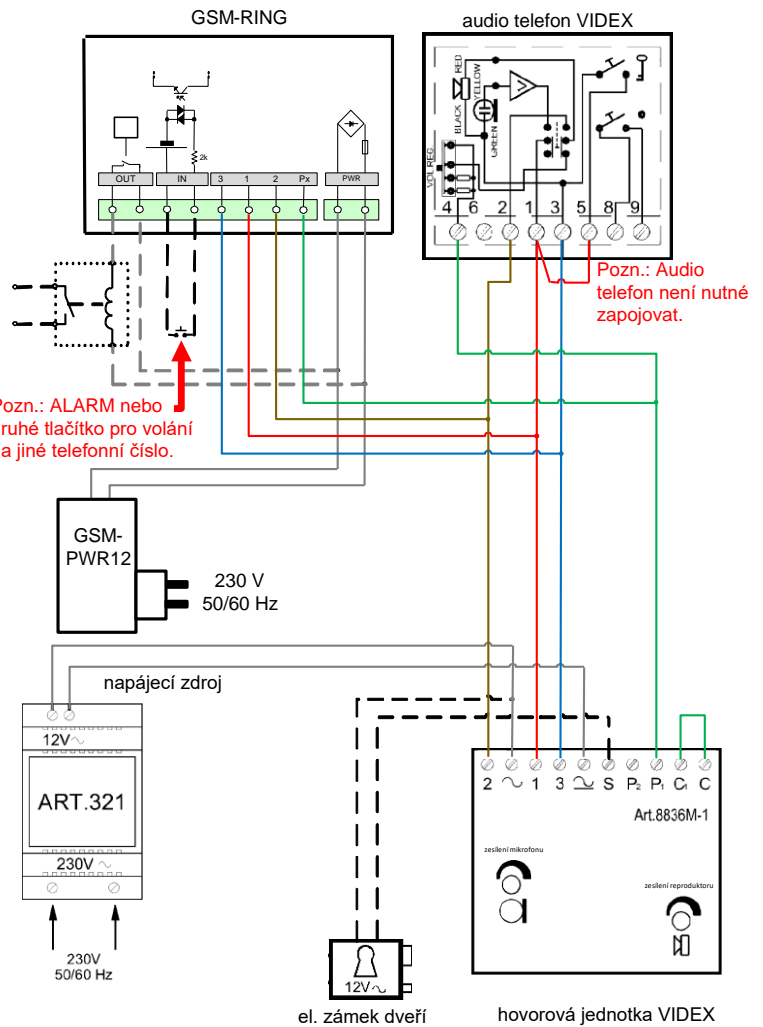 GSM-RING
audio telefon VIDEX
RED
YELLOW
BLACK
GREEN
VOL.REG.
2k
OUT IN 3 1 2 Px PWR
4 6 2 1 3 5 8 9
Pozn.: Audio
telefon není nutné
zapojovat.
Pozn.: ALARM nebo
ruhé tlačítko pro volání
a jiné telefonní číslo.
GSM-
PWR12
230 V
50/60 Hz
napájecí zdroj
12V~
ART.321
230V ~
230V
50/60 Hz
2 ~ 1 3 ~ S P₂ P₁ C₁ C
Art.8836M-1
zesílení mikrofonu
zesílení reproduktoru
12V~
el. zámek dveří
hovorová jednotka VIDEX